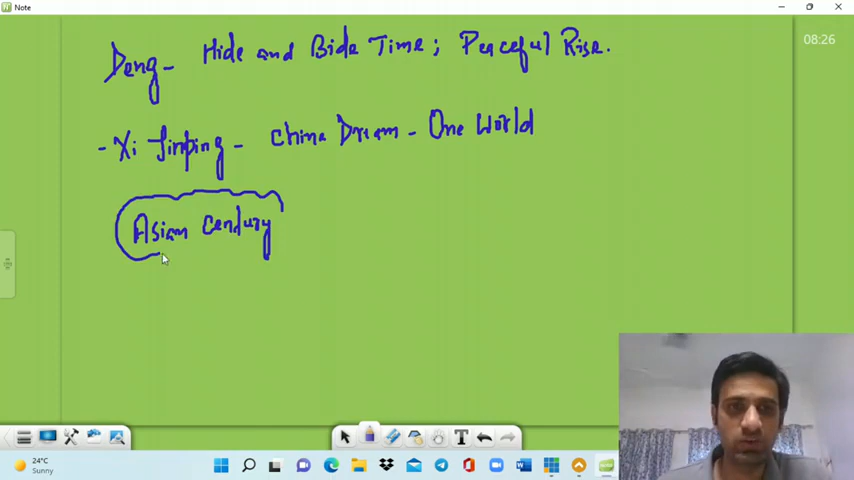 Note
08:26
Deng - Hide and Bide Time; Peaceful Rise.
- Xi Jinping - China Dream - One World
Asian Century
T
24°C
Sunny